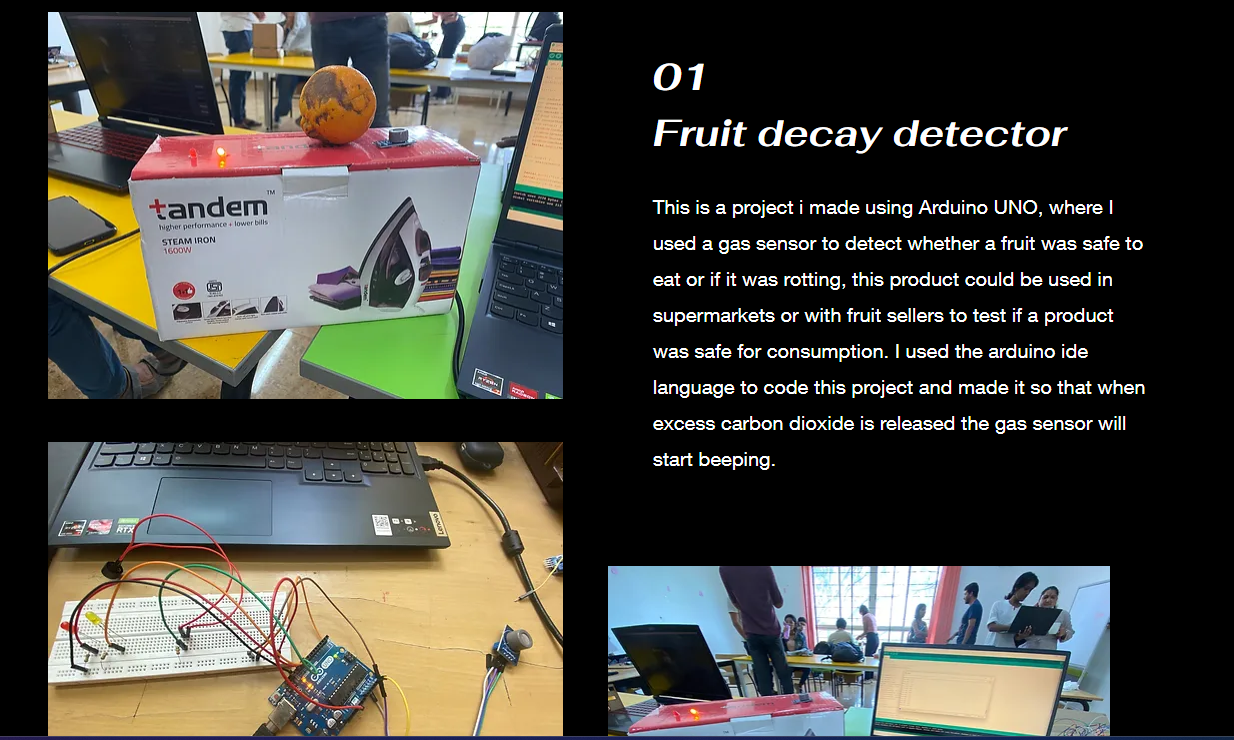 01
Fruit decay detector
This is a project i made using Arduino UNO, where I
used a gas sensor to detect whether a fruit was safe to
eat or if it was rotting, this product could be used in
supermarkets or with fruit sellers to test if a product
was safe for consumption. I used the arduino ide
language to code this project and made it so that when
excess carbon dioxide is released the gas sensor will
start beeping.
tandem
TM
higher performance + lower bills
STEAM IRON
1600W
RYZEN
Lenovo
RTX